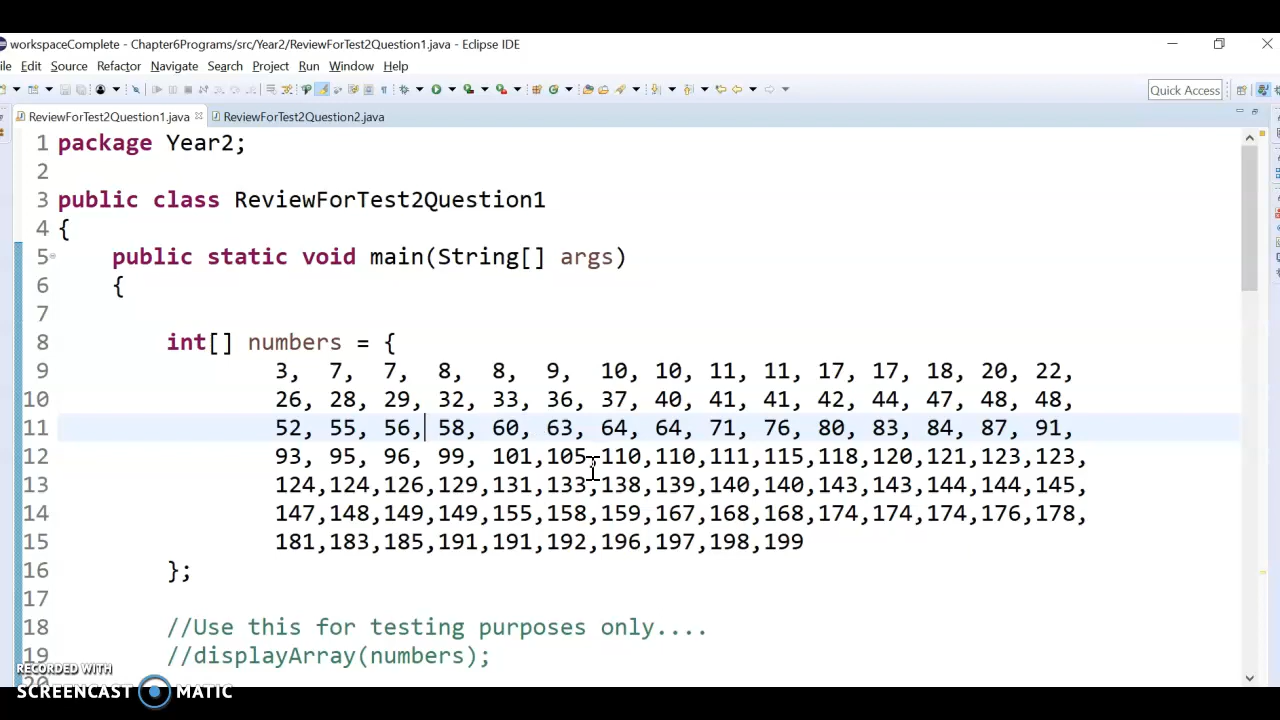 workspaceComplete - Chapter6Programs/src/Year2/ReviewForTest2Question1.java - Eclipse IDE
ile Edit Source Refactor Navigate Search Project Run Window Help
Quick Access
ReviewForTest2Question1.java ReviewForTest2Question2.java
1 package Year2;
2
3 public class ReviewForTest2Question1
4 {
5 public static void main(String[] args)
6 {
7
8 int[] numbers = {
9 3, 7, 7, 8, 8, 9, 10, 10, 11, 11, 17, 17, 18, 20, 22,
10 26, 28, 29, 32, 33, 36, 37, 40, 41, 41, 42, 44, 47, 48, 48,
11 52, 55, 56, 58, 60, 63, 64, 64, 71, 76, 80, 83, 84, 87, 91,
12 93, 95, 96, 99, 101,105,110,110,111,115,118,120,121,123,123,
13 124,124,126,129,131,133,138,139,140,140,143,143,144,144,145,
14 147,148,149,149,155,158,159,167,168,168,174,174,174,176,178,
15 181,183,185,191,191,192,196,197,198,199
16 };
17
18 //Use this for testing purposes only....
19 //displayArray(numbers);
RECORDED WITH
SCREENCAST MATIC